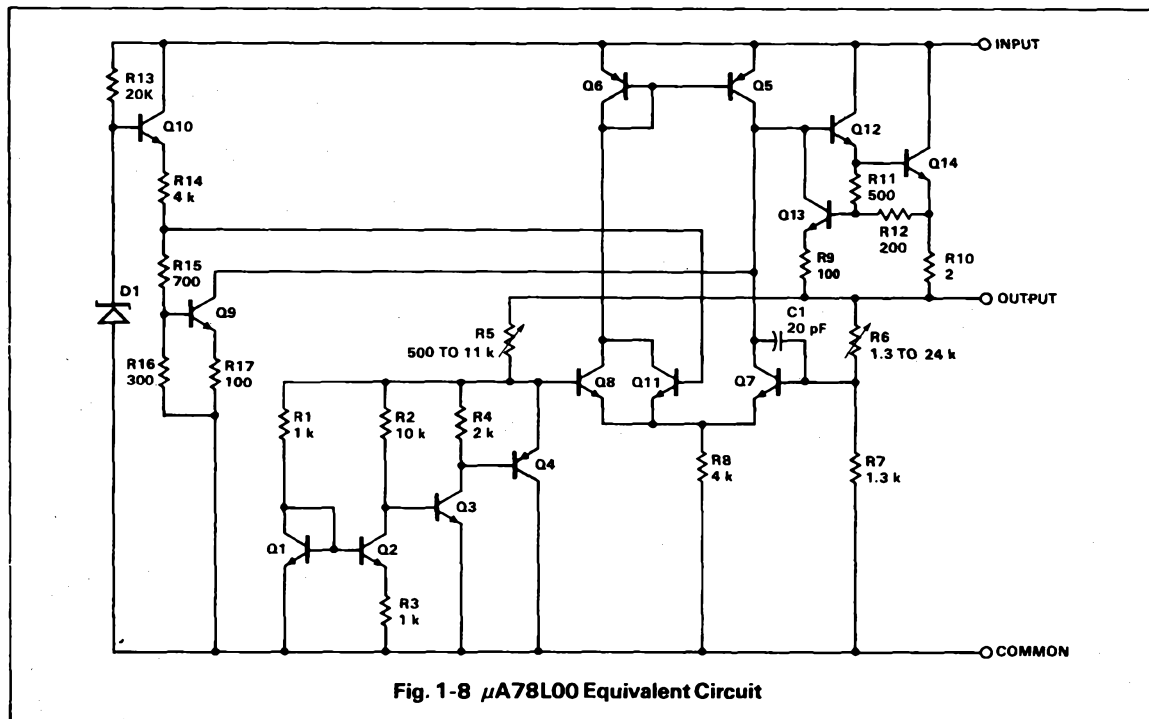 INPUT
R13
20K
Q10
Q6
Q5
Q12
Q14
R14
4 k
R11
500
Q13
R12
200
R15
700
R9
100
R10
2
D1
Q9
OUTPUT
C1
20 pF
R5
500 TO 11 k
R6
1.3 TO 24 k
R16
300
R17
100
Q8
Q11
Q7
R1
1 k
R2
10 k
R4
2 k
Q4
R8
4 k
R7
1.3 k
Q3
Q1
Q2
R3
1 k
COMMON
Fig. 1-8 μA78L00 Equivalent Circuit